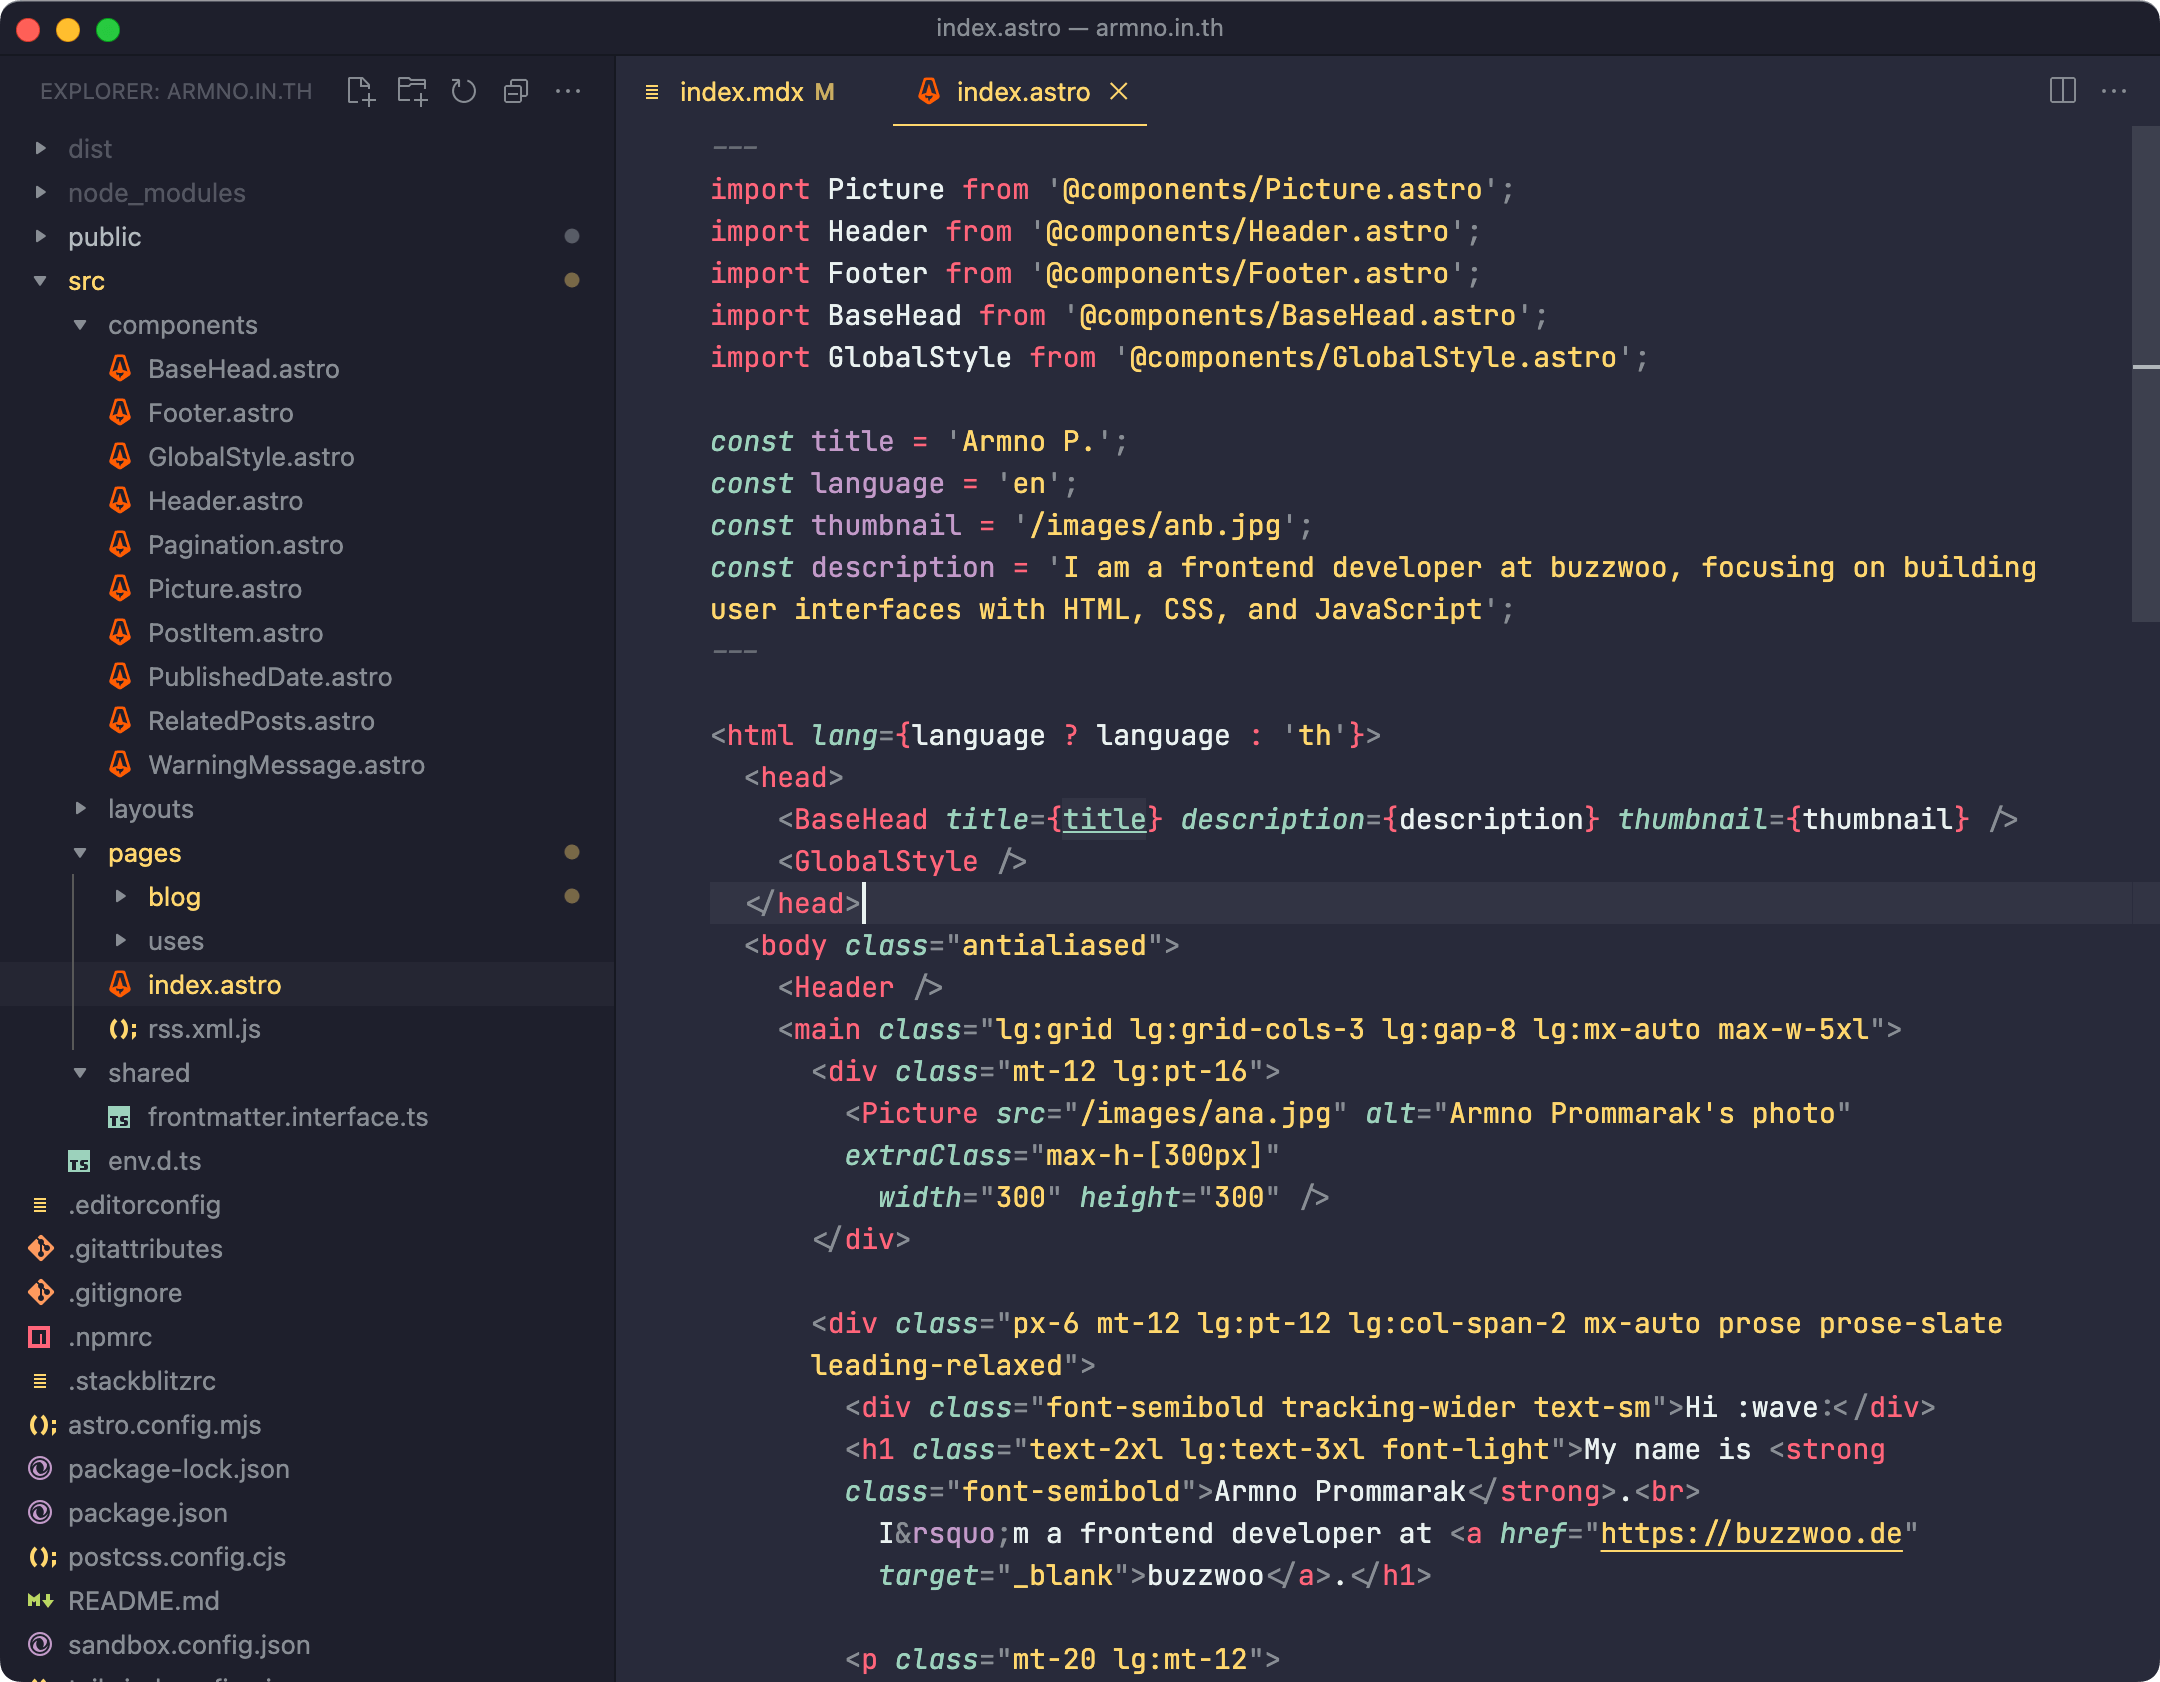 index.astro — armno.in.th
EXPLORER: ARMNO.IN.TH
dist
node_modules
public
src
components
BaseHead.astro
Footer.astro
GlobalStyle.astro
Header.astro
Pagination.astro
Picture.astro
PostItem.astro
PublishedDate.astro
RelatedPosts.astro
WarningMessage.astro
layouts
pages
blog
uses
index.astro
rss.xml.js
shared
TS frontmatter.interface.ts
TS env.d.ts
.editorconfig
.gitattributes
.gitignore
.npmrc
.stackblitzrc
astro.config.mjs
package-lock.json
package.json
postcss.config.cjs
README.md
sandbox.config.json
index.mdx M
index.astro
---
import Picture from '@components/Picture.astro';
import Header from '@components/Header.astro';
import Footer from '@components/Footer.astro';
import BaseHead from '@components/BaseHead.astro';
import GlobalStyle from '@components/GlobalStyle.astro';
const title = 'Armno P.';
const language = 'en';
const thumbnail = '/images/anb.jpg';
const description = 'I am a frontend developer at buzzwoo, focusing on building
user interfaces with HTML, CSS, and JavaScript';
---
<html lang={language ? language : 'th'}>
<head>
<BaseHead title={title} description={description} thumbnail={thumbnail} />
<GlobalStyle />
</head>
<body class="antialiased">
<Header />
<main class="lg:grid lg:grid-cols-3 lg:gap-8 lg:mx-auto max-w-5xl">
<div class="mt-12 lg:pt-16">
<Picture src="/images/ana.jpg" alt="Armno Prommarak's photo"
extraClass="max-h-[300px]"
width="300" height="300" />
</div>
<div class="px-6 mt-12 lg:pt-12 lg:col-span-2 mx-auto prose prose-slate
leading-relaxed">
<div class="font-semibold tracking-wider text-sm">Hi :wave:</div>
<h1 class="text-2xl lg:text-3xl font-light">My name is <strong
class="font-semibold">Armno Prommarak</strong>.<br>
I&rsquo;m a frontend developer at <a href="https://buzzwoo.de"
target="_blank">buzzwoo</a>.</h1>
<p class="mt-20 lg:mt-12">